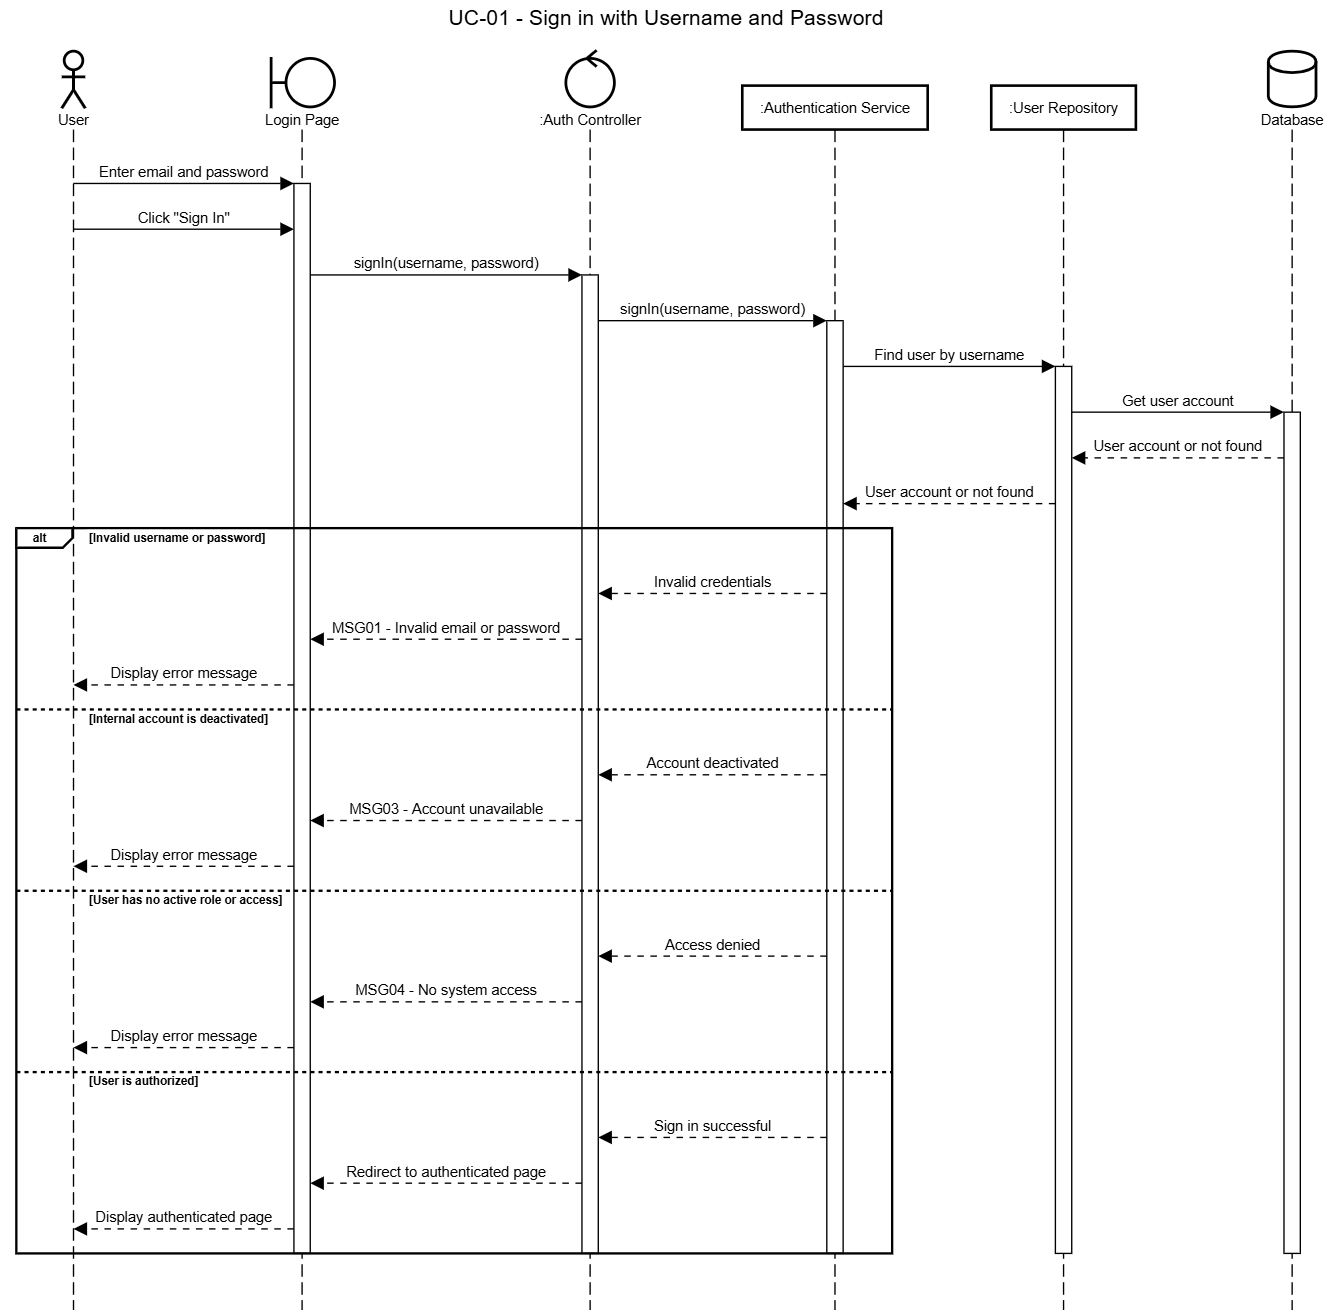 UC-01 - Sign in with Username and Password
User
Login Page
:Auth Controller
:Authentication Service
:User Repository
Database
Enter email and password
Click "Sign In"
signIn(username, password)
signIn(username, password)
Find user by username
Get user account
User account or not found
User account or not found
alt
[Invalid username or password]
Invalid credentials
MSG01 - Invalid email or password
Display error message
[Internal account is deactivated]
Account deactivated
MSG03 - Account unavailable
Display error message
[User has no active role or access]
Access denied
MSG04 - No system access
Display error message
[User is authorized]
Sign in successful
Redirect to authenticated page
Display authenticated page